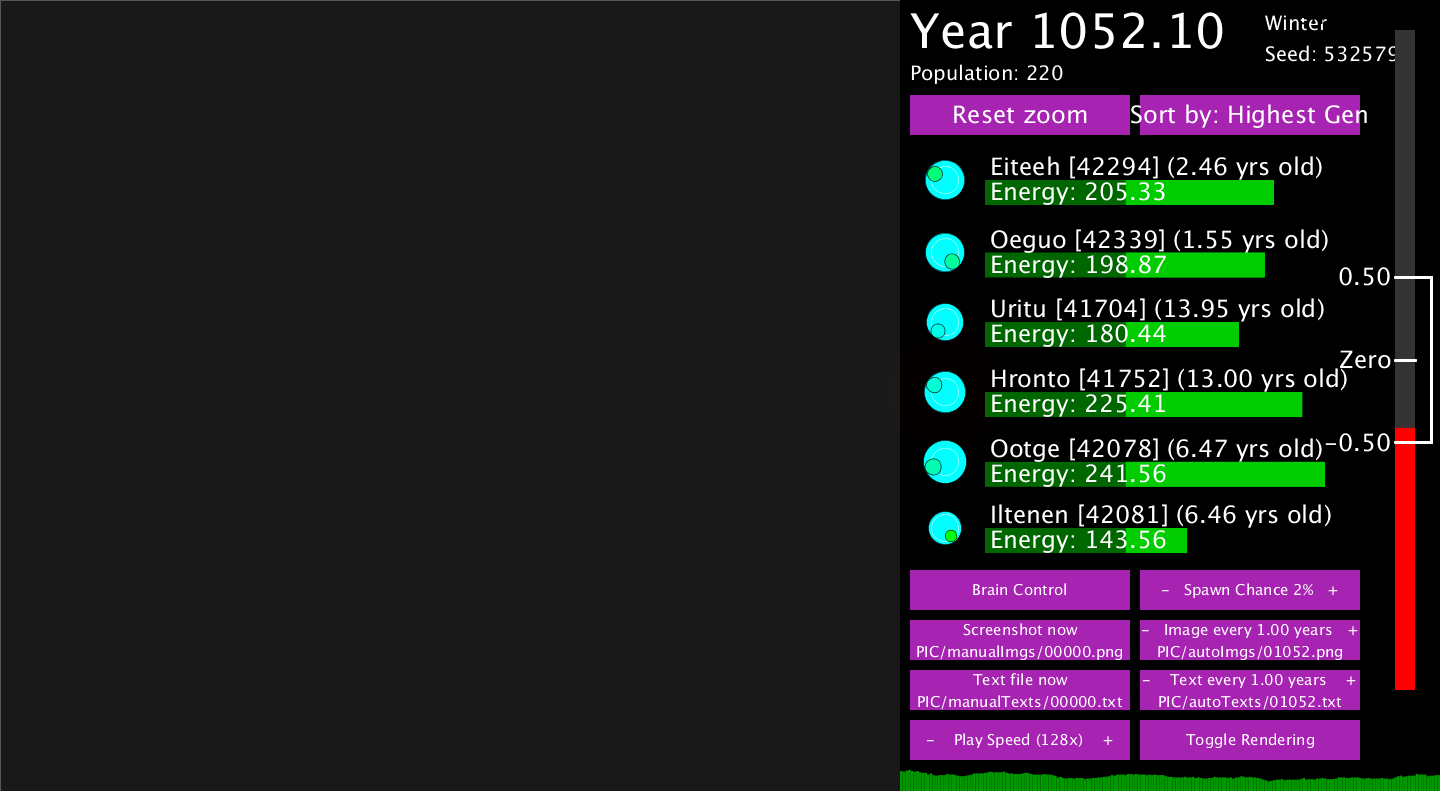 Year 1052.10
Winter
Seed: 532579
Population: 220
Reset zoom
Sort by: Highest Gen
Eiteeh [42294] (2.46 yrs old)
Energy: 205.33
Oeguo [42339] (1.55 yrs old)
Energy: 198.87
0.50
Uritu [41704] (13.95 yrs old)
Energy: 180.44
Zero
Hronto [41752] (13.00 yrs old)
Energy: 225.41
Ootge [42078] (6.47 yrs old)
-0.50
Energy: 241.56
Iltenen [42081] (6.46 yrs old)
Energy: 143.56
Brain Control
- Spawn Chance 2% +
Screenshot now
PIC/manualImgs/00000.png
- Image every 1.00 years +
PIC/autoImgs/01052.png
Text file now
PIC/manualTexts/00000.txt
- Text every 1.00 years +
PIC/autoTexts/01052.txt
- Play Speed (128x) +
Toggle Rendering